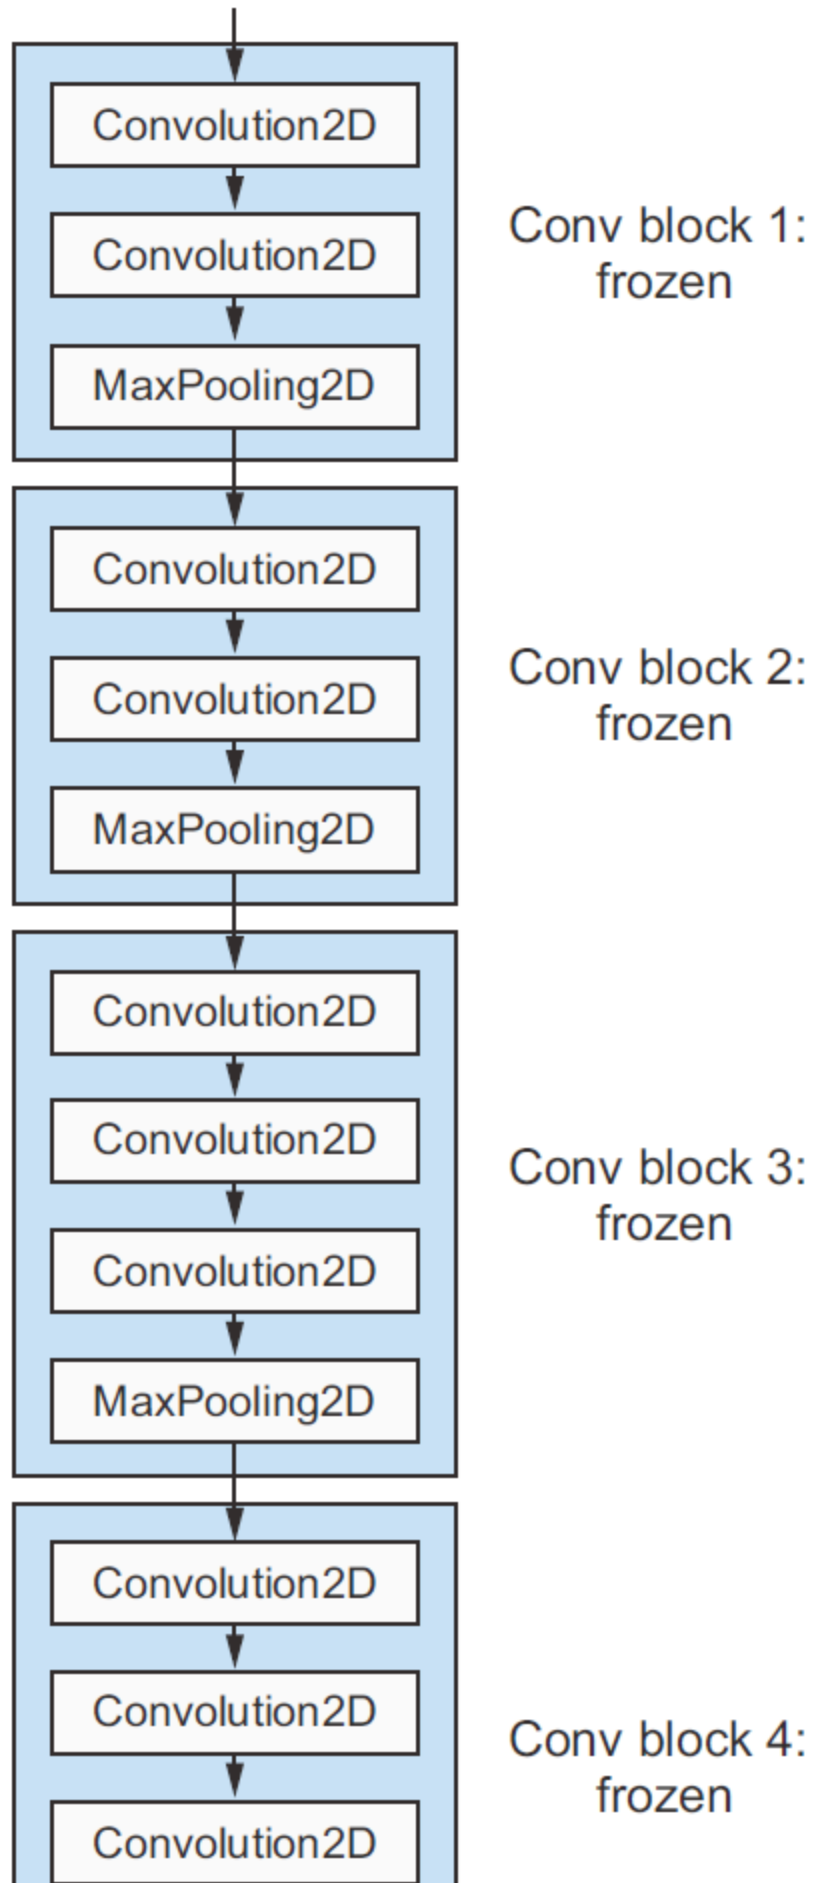 Convolution2D
Convolution2D
MaxPooling2D
Conv block 1:
frozen
Convolution2D
Convolution2D
MaxPooling2D
Conv block 2:
frozen
Convolution2D
Convolution2D
Convolution2D
MaxPooling2D
Conv block 3:
frozen
Convolution2D
Convolution2D
Convolution2D
Conv block 4:
frozen